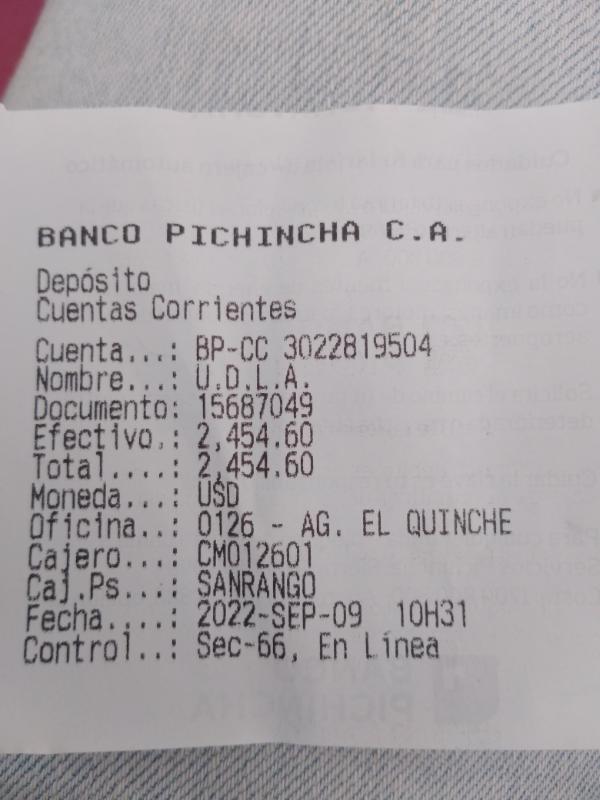 BANCO PICHINCHA C.A.
Depósito
Cuentas Corrientes
Cuenta...: BP-CC 3022819504
Nombre...: U.D.L.A.
Documento: 15687049
Efectivo.: 2,454.60
Total....: 2,454.60
Moneda...: USD
Oficina..: 0126 - AG. EL QUINCHE
Cajero...: CM012601
Caj.Ps...: SANRANGO
Fecha....: 2022-SEP-09 10H31
Control..: Sec-66, En Línea
BANCO
PICHINCHA